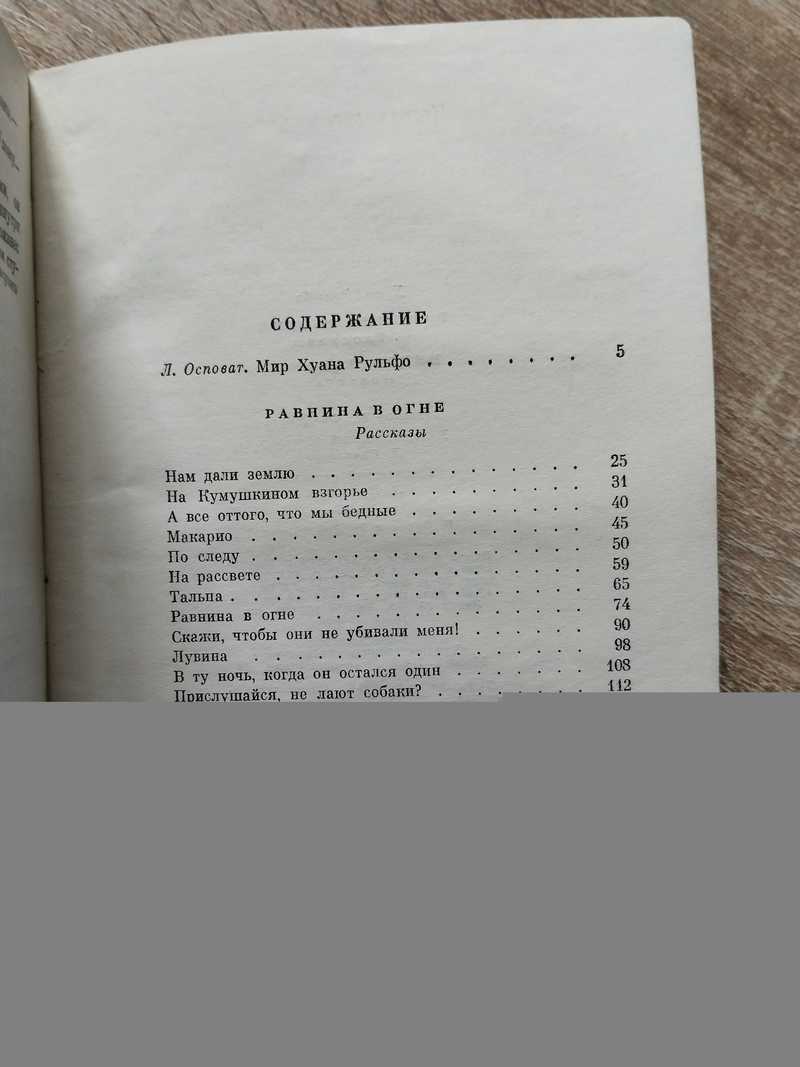 СОДЕРЖАНИЕ
Л. Осповат. Мир Хуана Рульфо . . . . . . . . 5
РАВНИНА В ОГНЕ
Рассказы
Нам дали землю . . . . . . . . . . . . . 25
На Кумушкином взгорье . . . . . . . . . 31
А все оттого, что мы бедные . . . . . . . . 40
Макарио . . . . . . . . . . . . . . . 45
По следу . . . . . . . . . . . . . . . 50
На рассвете . . . . . . . . . . . . . . 59
Тальпа . . . . . . . . . . . . . . . . 65
Равнина в огне . . . . . . . . . . . . . 74
Скажи, чтобы они не убивали меня! . . . . . 90
Лувина . . . . . . . . . . . . . . . 98
В ту ночь, когда он остался один . . . . . . 108
Прислушайся, не лают собаки? . . . . . . . 112